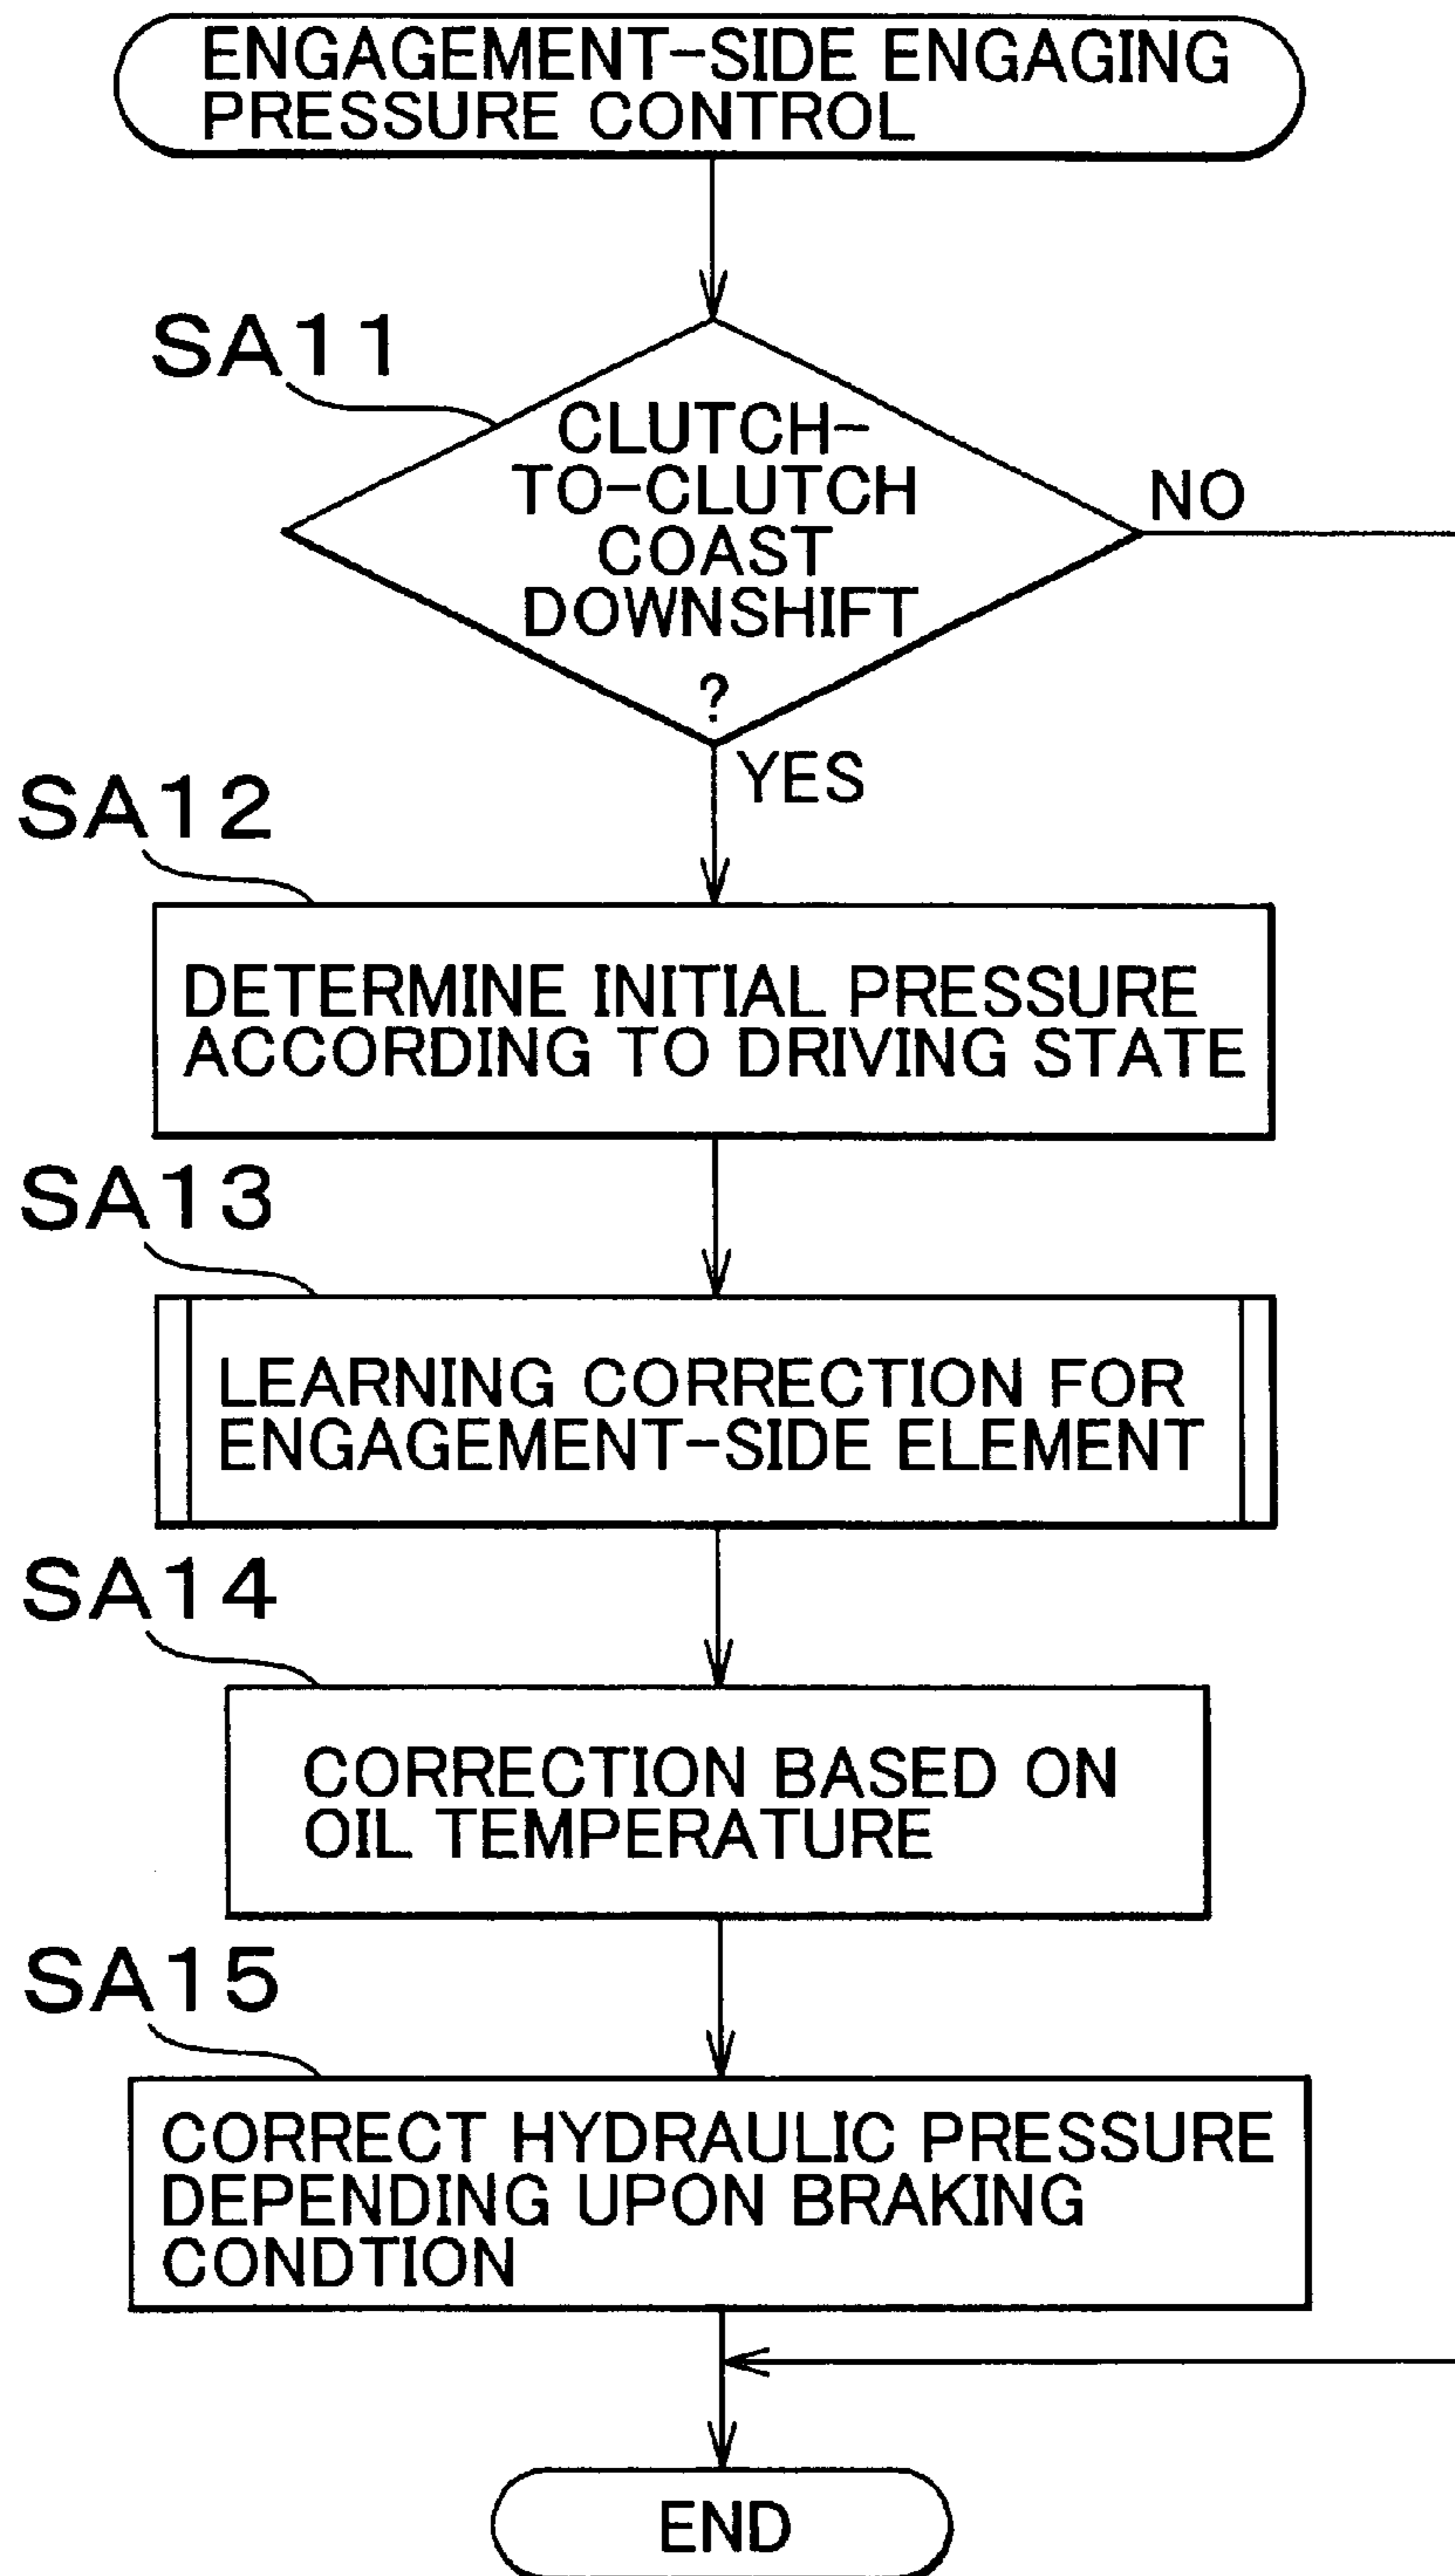 ENGAGEMENT-SIDE ENGAGING
PRESSURE CONTROL
SA11
CLUTCH-
TO-CLUTCH
COAST
DOWNSHIFT
?
NO
YES
SA12
DETERMINE INITIAL PRESSURE
ACCORDING TO DRIVING STATE
SA13
LEARNING CORRECTION FOR
ENGAGEMENT-SIDE ELEMENT
SA14
CORRECTION BASED ON
OIL TEMPERATURE
SA15
CORRECT HYDRAULIC PRESSURE
DEPENDING UPON BRAKING
CONDTION
END